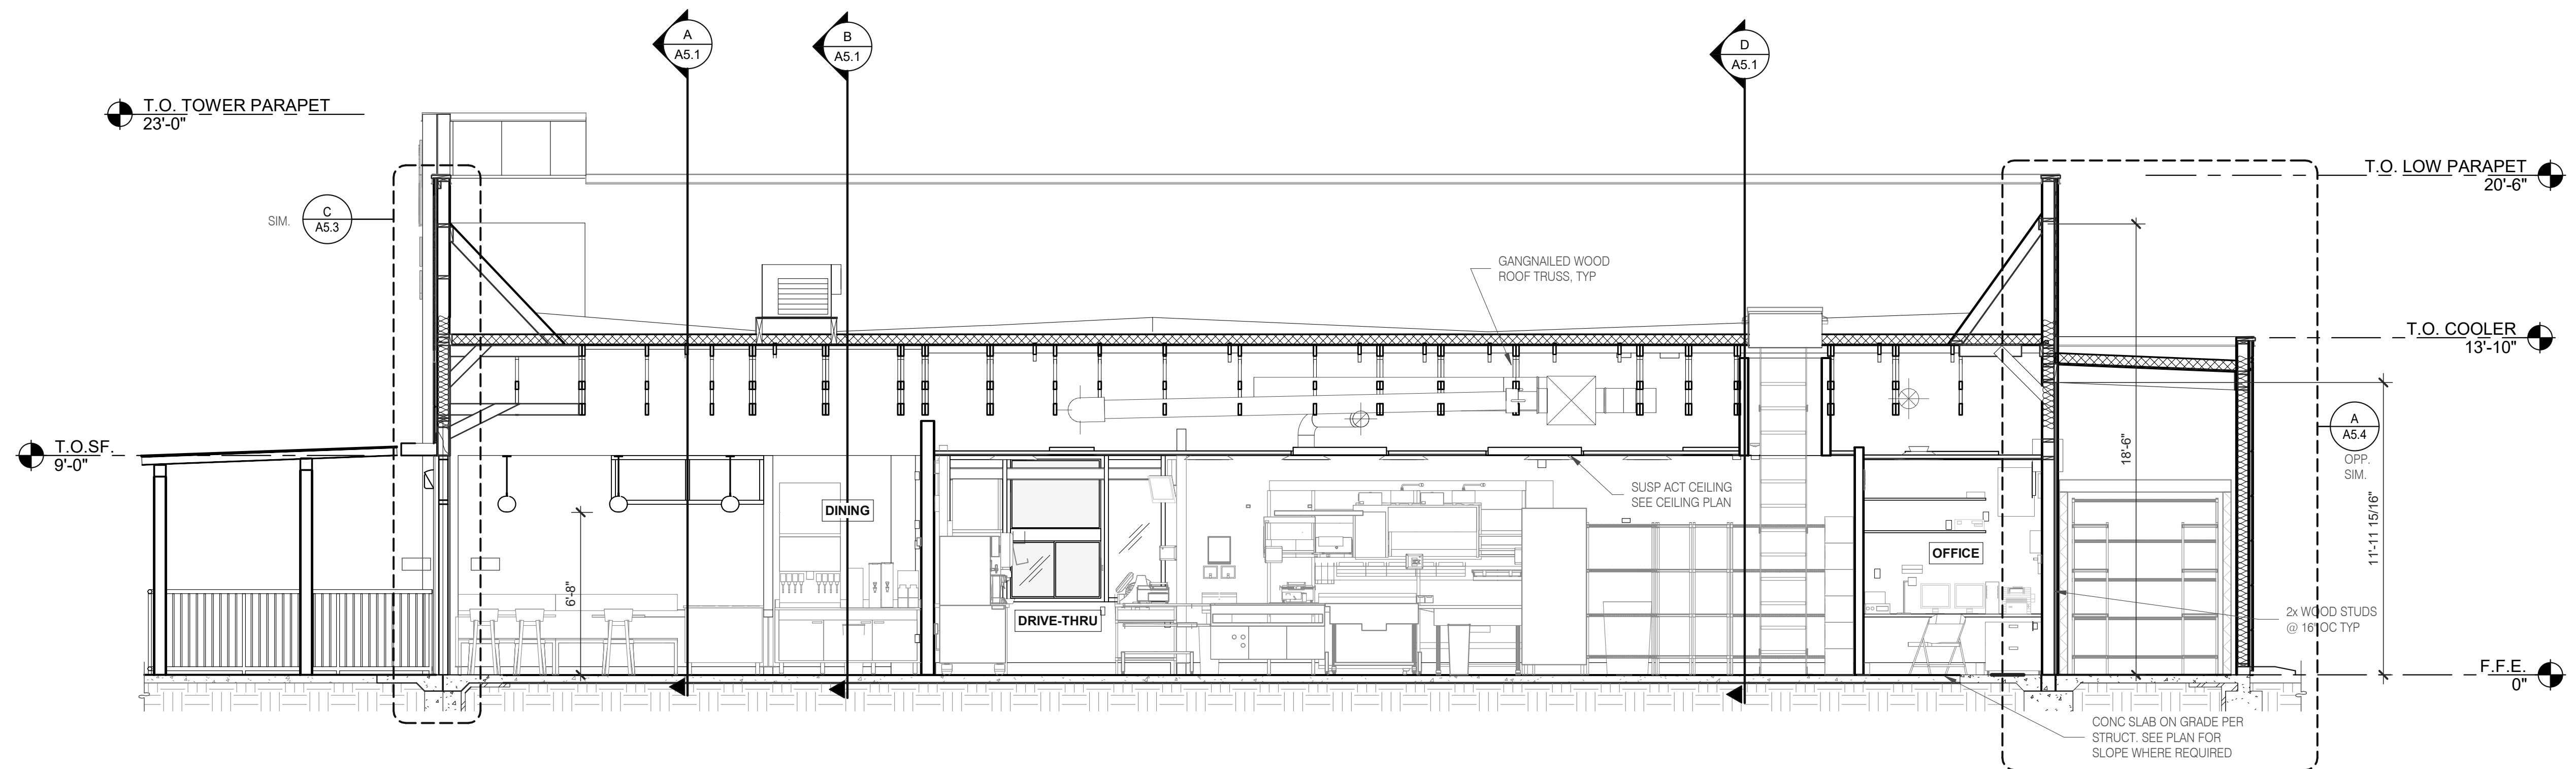 A
A5.1
B
A5.1
D
A5.1
T.O. TOWER PARAPET
23'-0"
T.O. LOW PARAPET
20'-6"
SIM.
C
A5.3
GANGNAILED WOOD
ROOF TRUSS, TYP
T.O. COOLER
13'-10"
T.O.SF.
9'-0"
A
A5.4
OPP.
SIM.
18'-6"
11'-11 15/16"
SUSP ACT CEILING
SEE CEILING PLAN
DINING
6'-8"
OFFICE
DRIVE-THRU
2x WOOD STUDS
@ 16" OC TYP
F.F.E.
0"
CONC SLAB ON GRADE PER
STRUCT. SEE PLAN FOR
SLOPE WHERE REQUIRED